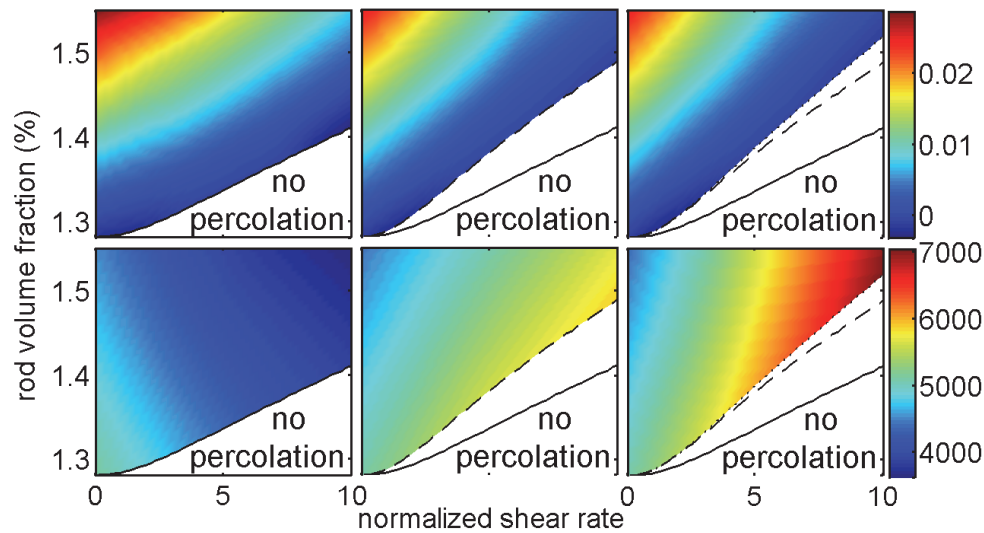 1.5
1.4
1.3
no
percolation
no
percolation
no
percolation
0.02
0.01
0
rod volume fraction (%)
1.5
1.4
1.3
no
percolation
no
percolation
no
percolation
7000
6000
5000
4000
0 5 10 0 5 10
normalized shear rate